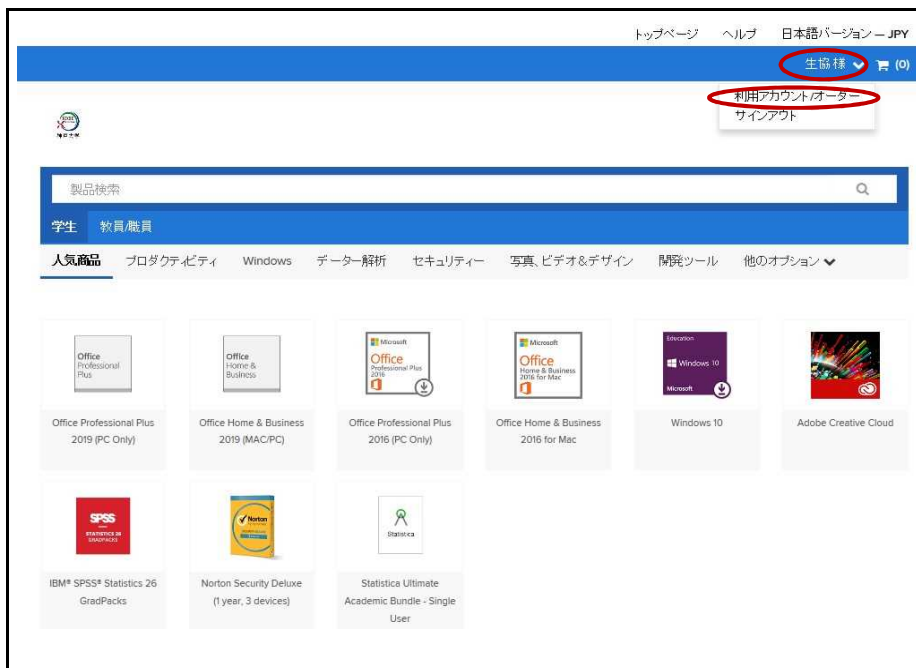 トップページ ヘルプ 日本語バージョン — JPY
生協様 (0)
利用アカウント/オーダー
サインアウト
製品検索
学生 教員/職員
人気商品 プロダクティビティ Windows データー解析 セキュリティー 写真、ビデオ&デザイン 開発ツール 他のオプション
Office
Professional
Plus
Office
Home &
Business
Microsoft
Office
Professional Plus
2016
Microsoft
Office
Home & Business
2016 for Mac
Education
Windows 10
Microsoft
Office Professional Plus
2019 (PC Only)
Office Home & Business
2019 (MAC/PC)
Office Professional Plus
2016 (PC Only)
Office Home & Business
2016 for Mac
Windows 10
Adobe Creative Cloud
SPSS
STATISTICS 26
GRADPACKS
Norton
Statistica
IBM® SPSS® Statistics 26
GradPacks
Norton Security Deluxe
(1 year, 3 devices)
Statistica Ultimate
Academic Bundle - Single
User